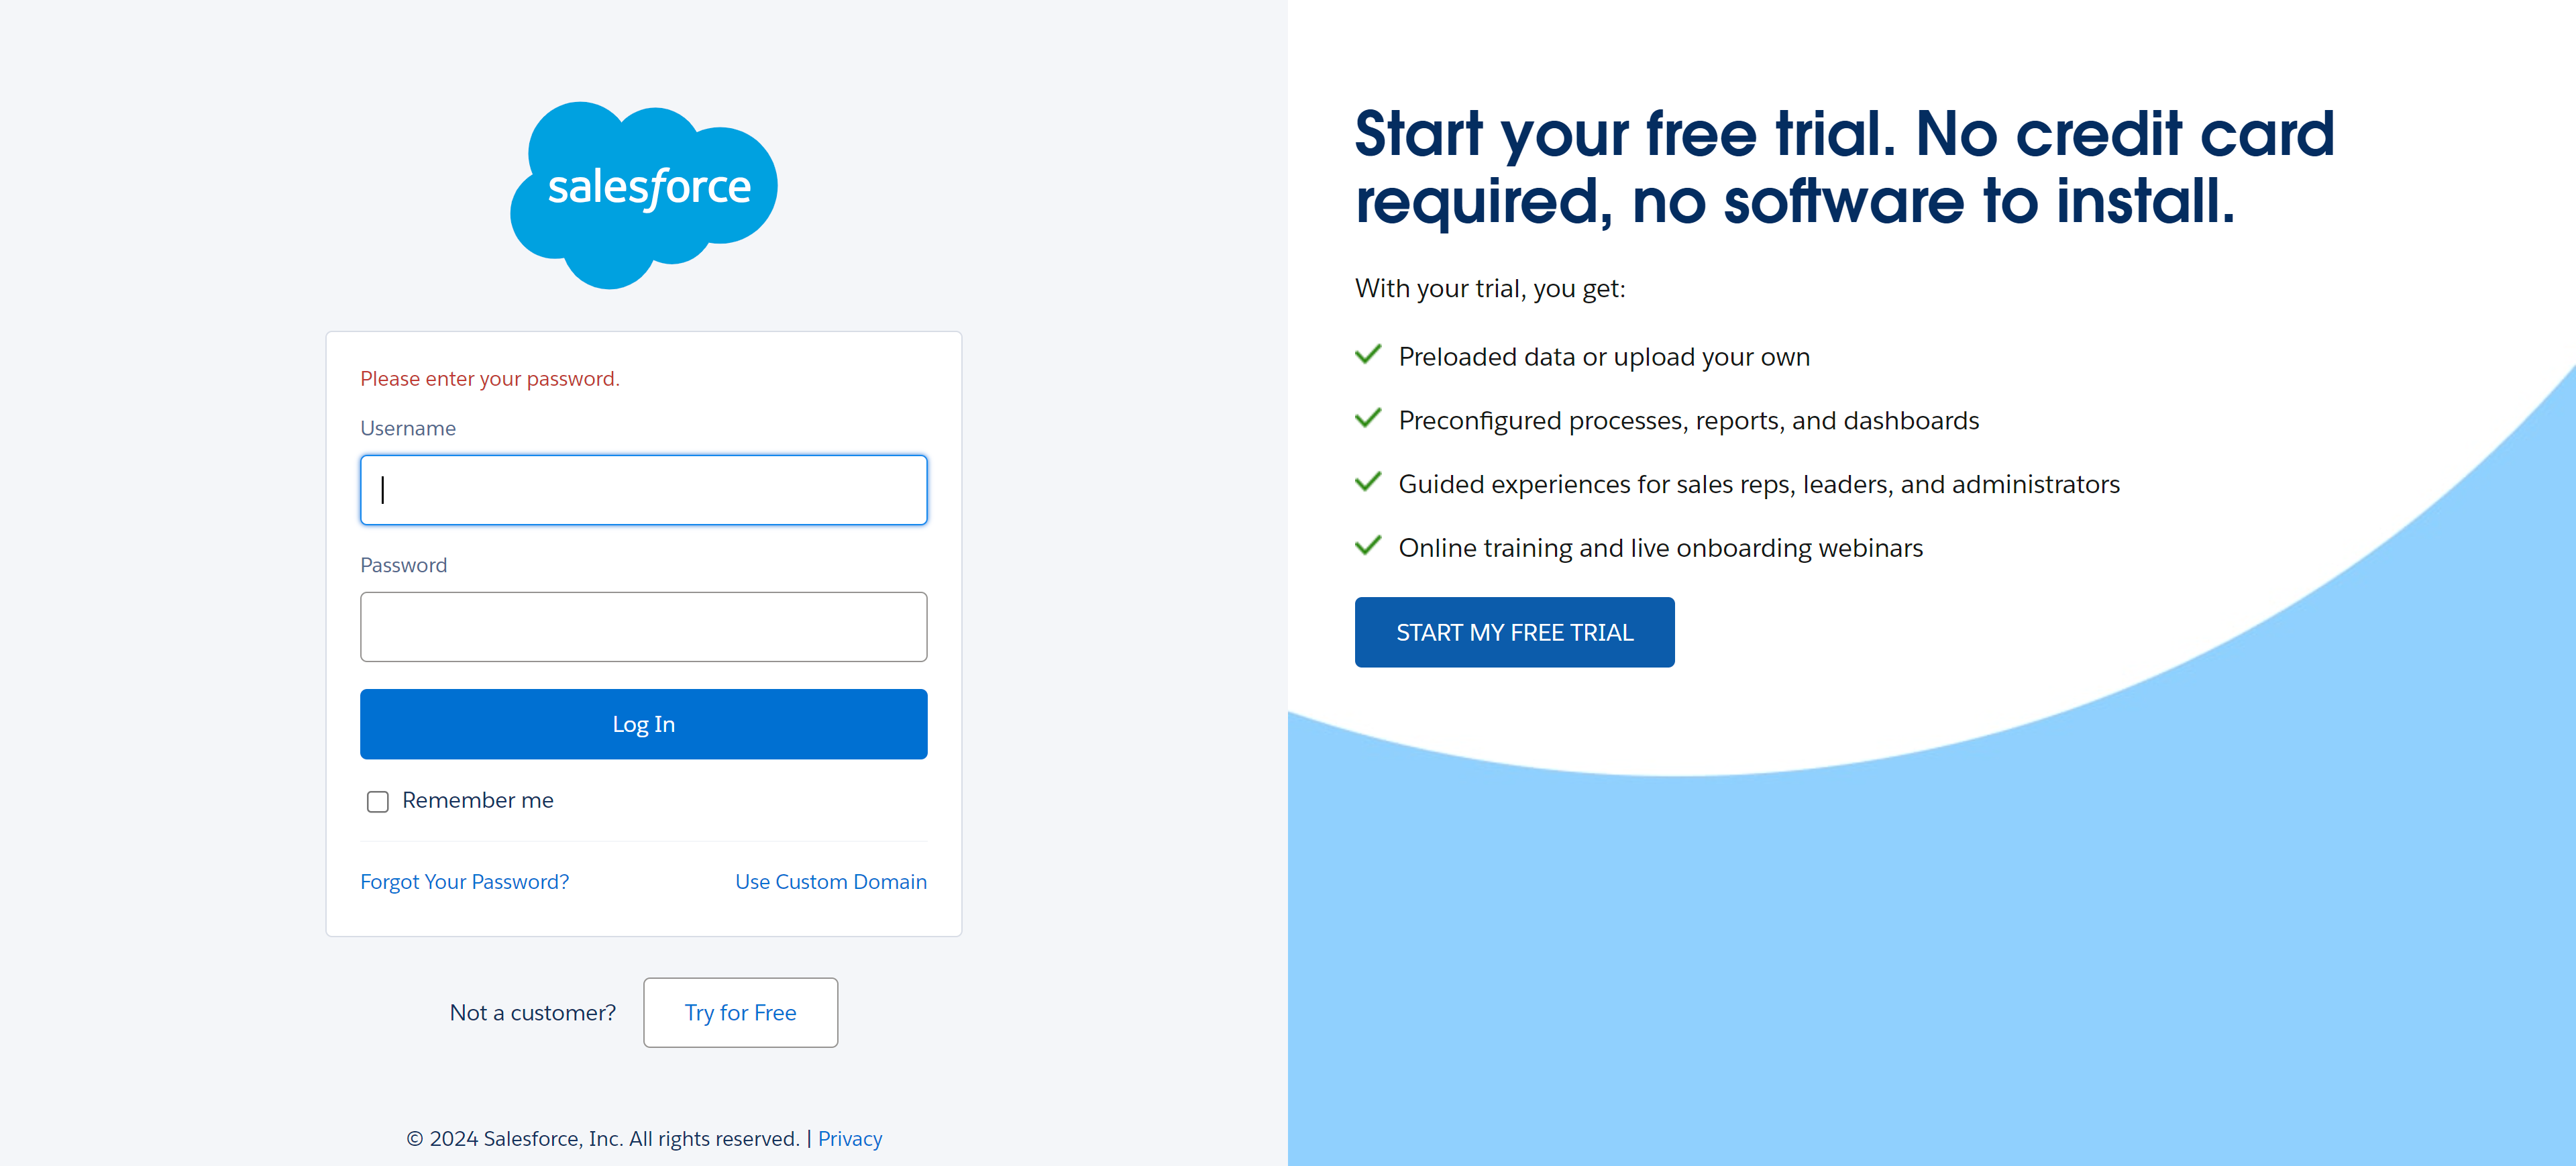 salesforce
Please enter your password.
Username
Password
Log In
Remember me
Forgot Your Password?
Use Custom Domain
Not a customer?
Try for Free
© 2024 Salesforce, Inc. All rights reserved. | Privacy
Start your free trial. No credit card
required, no software to install.
With your trial, you get:
Preloaded data or upload your own
Preconfigured processes, reports, and dashboards
Guided experiences for sales reps, leaders, and administrators
Online training and live onboarding webinars
START MY FREE TRIAL